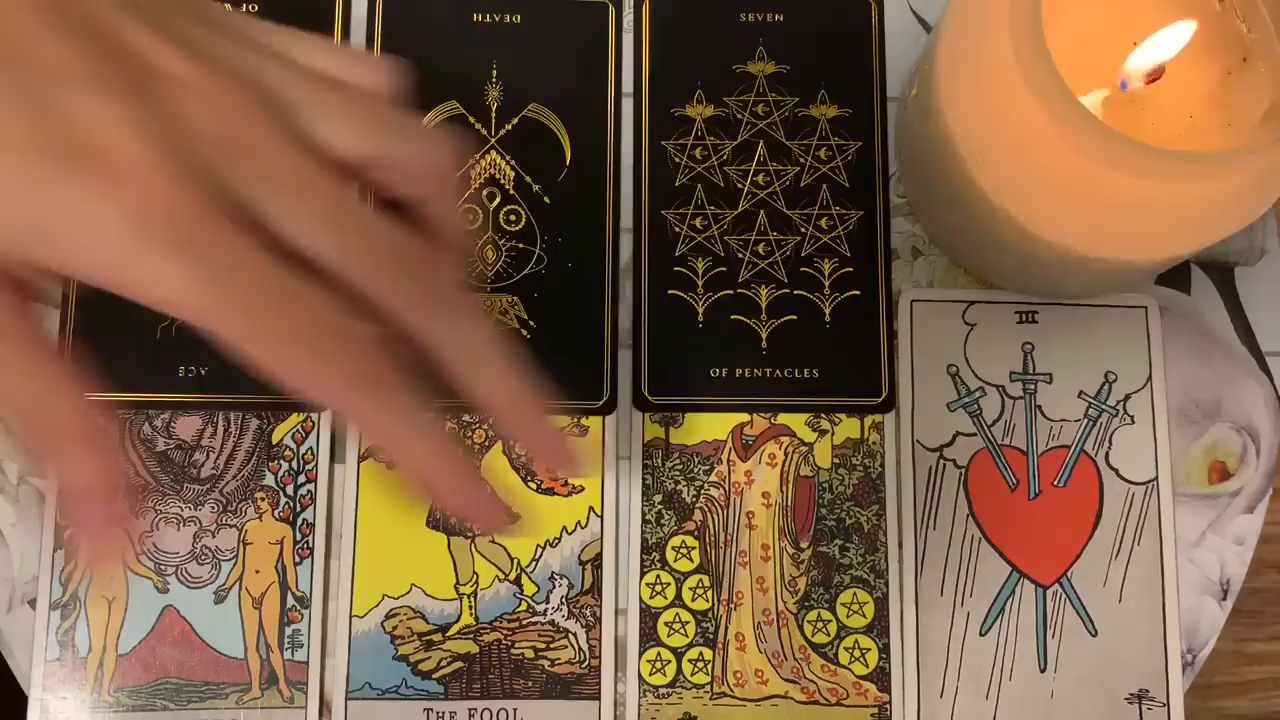 DEATH
SEVEN
OF PENTACLES
ACE
III
THE FOOL